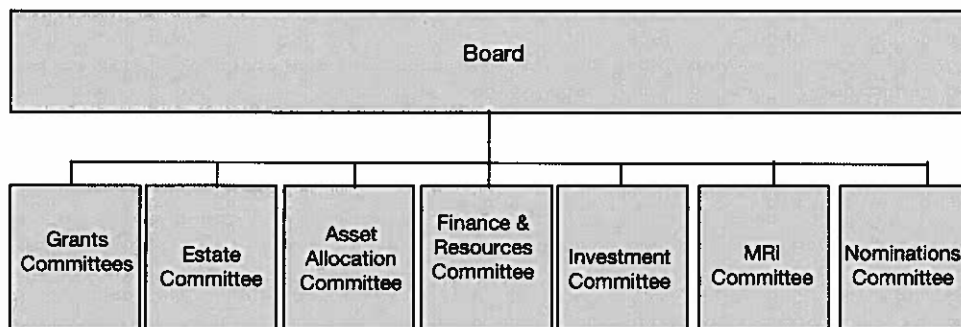 Board
Grants
Committees
Estate
Committee
Asset
Allocation
Committee
Finance &
Resources
Committee
Investment
Committee
MRI
Committee
Nominations
Committee